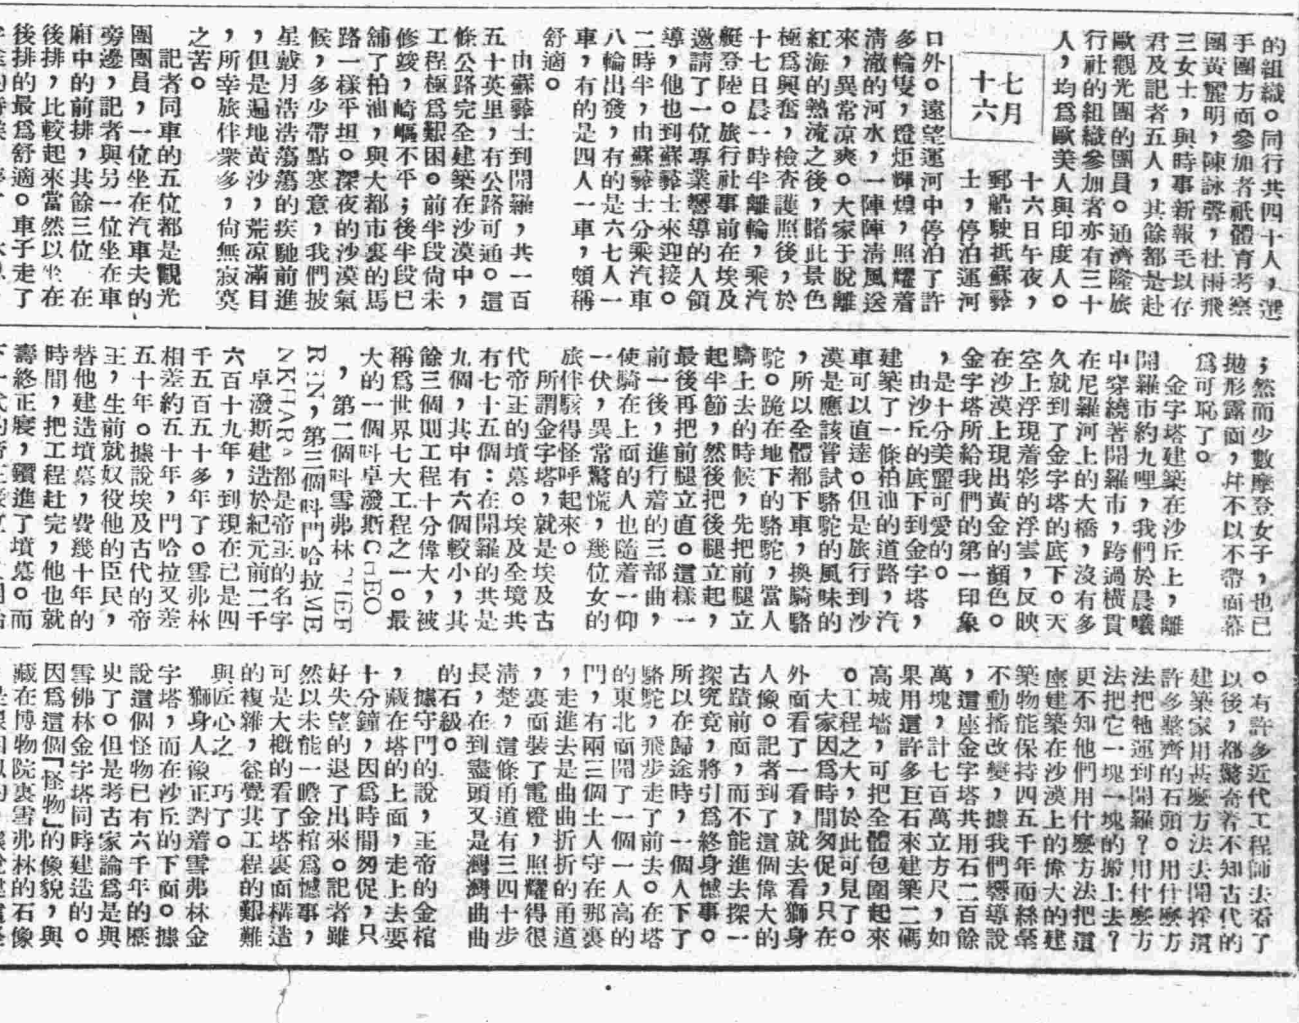 的組織。同行共四十人，選
手團方面參加者祇體育考察
團黃麗明，陳詠聲，杜雨飛
三女士，與時事新報毛以存
君及記者五人，其餘都是赴
歐觀光團的團員。通濟隆旅
行社的組織參加者亦有三十
人，均爲歐美人與印度人。
七月
十六
十六日午夜，
郵船駛抵蘇彝
士，停泊運河
口外。遠望運河中停泊了許
多輪隻，燈炬輝煌，照耀着
清澈的河水，一陣陣清風送
來，異常凉爽。大家于脫離
紅海的熱流之後，睹此景色
極爲興奮，檢查護照後，於
十七日晨一時半離輪，乘汽
艇登陸。旅行社事前在埃及
邀請了一位專業嚮導的人領
導，他也到蘇彝士來迎接。
二時半，由蘇彝士分乘汽車
八輪出發，有的是六七人一
車，有的是四人一車，頗稱
舒適。
由蘇彝士到開羅，共一百
五十英里，有公路可通。這
條公路完全建築在沙漠中，
工程極爲艱困。前半段尙未
修竣，崎嶇不平；後半段已
舖了柏油，與大都市裏的馬
路一樣平坦。深夜的沙漠氣
候，多少帶點寒意，我們披
星戴月浩浩蕩蕩的疾馳前進
，但是遍地黃沙，荒凉滿目
，所幸旅伴衆多，尙無寂寞
之苦。
記者同車的五位都是觀光
團團員，一位坐在汽車夫的
旁邊，記者與另一位坐在車
廂中的前排，其餘三位　在
後排，比較起來當然以坐在
後排的最爲舒適。車子走了
；然而少數摩登女子，也已
拋形露面，幷不以不帶面幕
爲可恥了。
金字塔建築在沙丘上，離
開羅市約九哩，我們於晨曦
中穿繞著開羅市，跨過橫貫
在尼羅河上的大橋，沒有多
久就到了金字塔的底下。天
空上浮現着彩的浮雲，反映
在沙漠上現出黃金的顏色。
金字塔所給我們的第一印象
，是十分美麗可愛的。
由沙丘的底下到金字塔，
建築了一條柏油的道路，汽
車可以直達。但是旅行到沙
漠是應該嘗試駱駝的風味的
，所以全體都下車，換騎駱
駝。跪在地下的駱駝，當人
騎上去的時候，先把前腿立
起半節，然後把後腿立起，
最後再把前腿立直。這樣一
前一後，進行着的三部曲，
使騎在上面的人也隨着一仰
一伏，異常驚慌，幾位女的
旅伴駭得怪呼起來。
所謂金字塔，就是埃及古
代帝王的墳墓。埃及全境共
有七十五個：在開羅的共是
九個，其中有六個較小，其
餘三個則工程十分偉大，被
稱爲世界七大工程之一。最
大的一個叫卓潑斯CHEO
，第二個叫雪弗林CHEF
REN，第三個叫門哈拉ME
NKTARA都是帝王的名字
卓潑斯建造於紀元前二千
六百十九年，到現在已是四
千五百五十多年了。雪弗林
相差約五十年，門哈拉又差
五十年。據說埃及古代的帝
王，生前就奴役他的臣民，
替他建造墳墓，費幾十年的
時間，把工程赶完，他也就
壽終正寢，躦進了墳墓。而
。有許多近代工程師去看了
以後，都驚奇着不知古代的
建築家用甚麼方法去開採這
許多整齊的石頭。用什麼方
法把牠運到開羅？用什麼方
法把它一塊一塊的搬上去？
更不知他們用什麼方法把這
座建築在沙漠上的偉大的建
築物能保持四五千年而絲毫
不動搖改變，據我們嚮導說
，這座金字塔共用石二百餘
萬塊，計七百萬立方尺，如
果用這許多巨石來建築二碼
高城墻，可把全體包圍起來
。工程之大，於此可見了。
大家因爲時間匆促，只在
外面看了一看，就去看獅身
人像。記者到了這個偉大的
古蹟前面，而不能進去探一
探究竟，將引爲終身憾事。
所以在歸途時，一個人下了
駱駝，飛步走了前去。在塔
的東北面開了一個一人高的
門，有兩三個土人守在那裏
，走進去是曲曲折折的甬道
，裏面裝了電燈，照耀得很
清楚，這條甬道有三四十步
長，在到盡頭又是灣灣曲曲
的石級。
據守門的說，王帝的金棺
，藏在塔的上面，走上去要
十分鐘，因爲時間匆促，只
好失望的退了出來。記者雖
然以未能一瞻金棺爲憾事，
可是大槪的看了塔裏面構造
的複雜，益覺其工程的艱難
與匠心之　巧了。
獅身人像正對着雪弗林金
字塔，而在沙丘的下面。據
說這個怪物已有六千年的歷
史了。但是考古家論爲是與
雪佛林金字塔同時建造的。
因爲這個『怪物』的像貌，與
藏在博物院裏雪弗林的石像